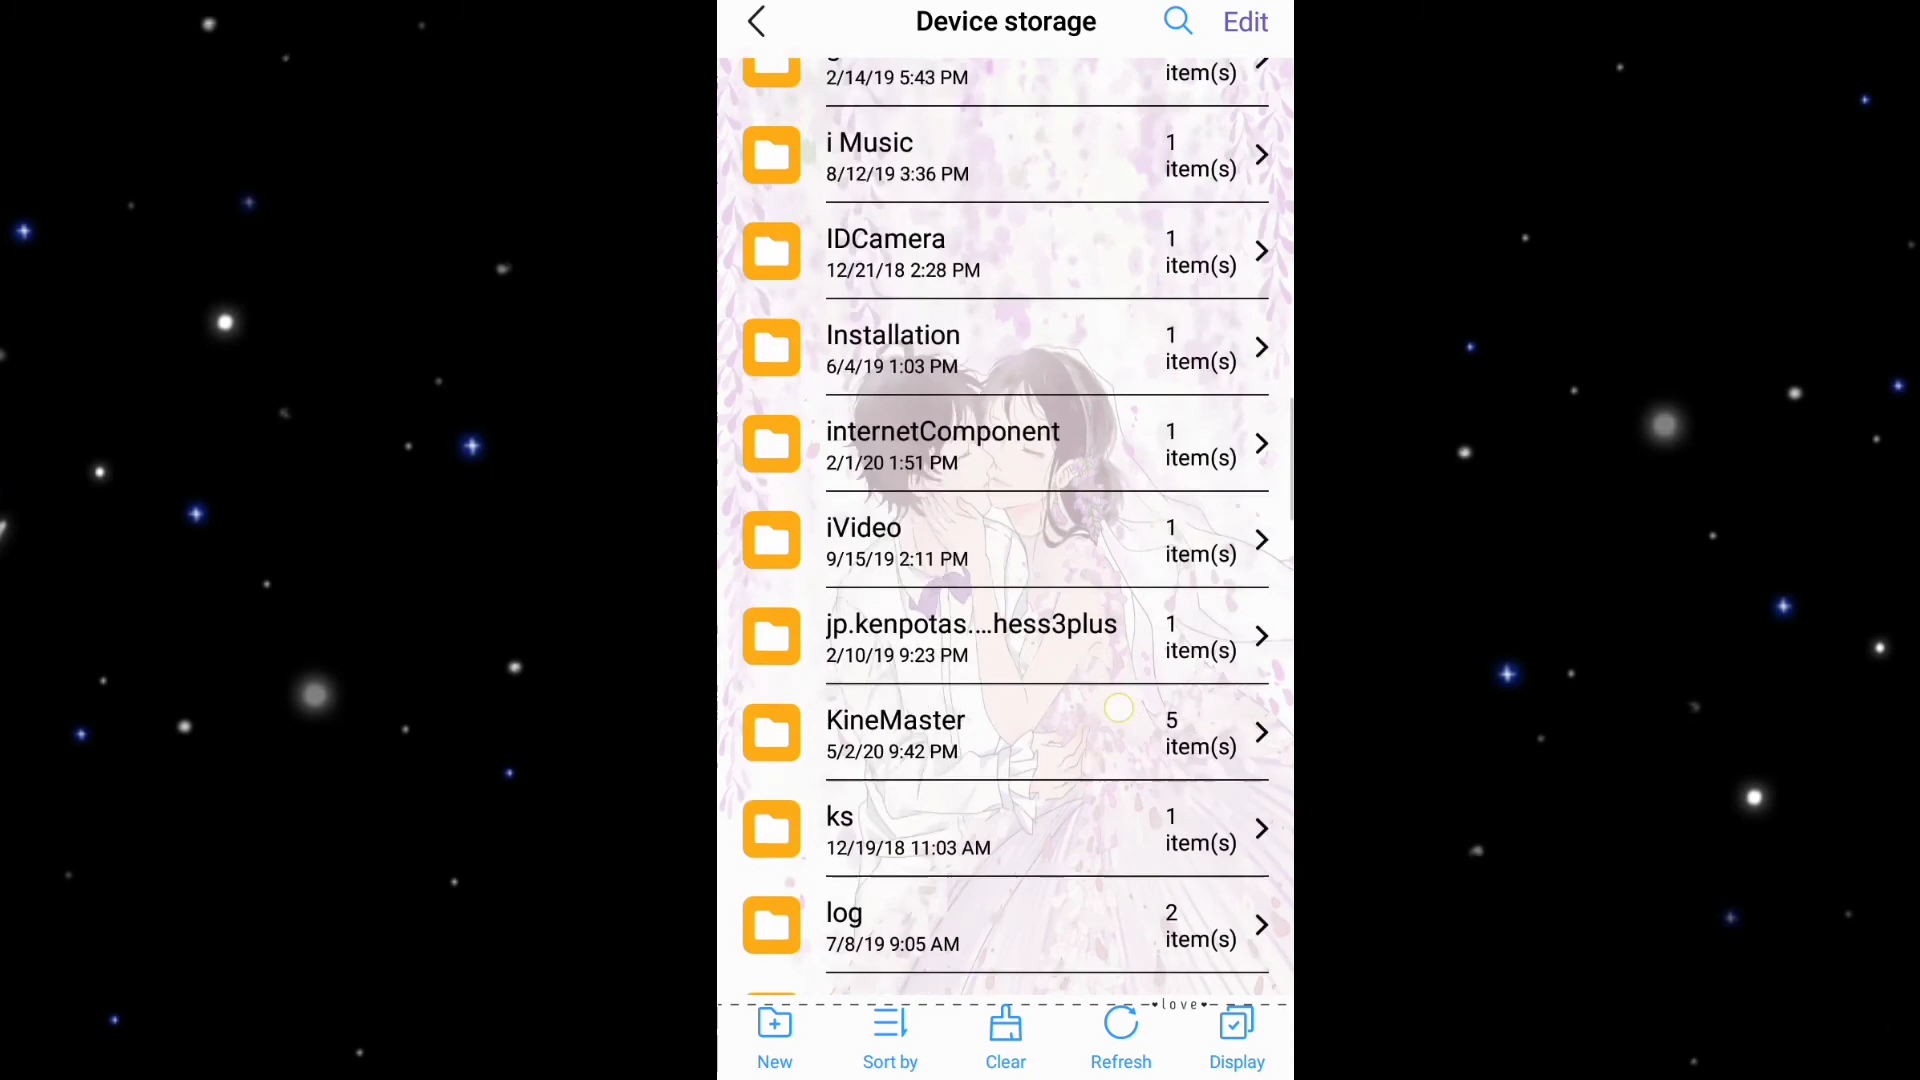 Device storage
Edit
2/14/19 5:43 PM
item(s)
i Music
1
item(s)
8/12/19 3:36 PM
IDCamera
1
item(s)
12/21/18 2:28 PM
Installation
1
item(s)
6/4/19 1:03 PM
internetComponent
1
item(s)
2/1/20 1:51 PM
iVideo
1
item(s)
9/15/19 2:11 PM
jp.kenpotas....hess3plus
1
item(s)
2/10/19 9:23 PM
KineMaster
5
item(s)
5/2/20 9:42 PM
ks
1
item(s)
12/19/18 11:03 AM
log
2
item(s)
7/8/19 9:05 AM
love
New
Sort by
Clear
Refresh
Display